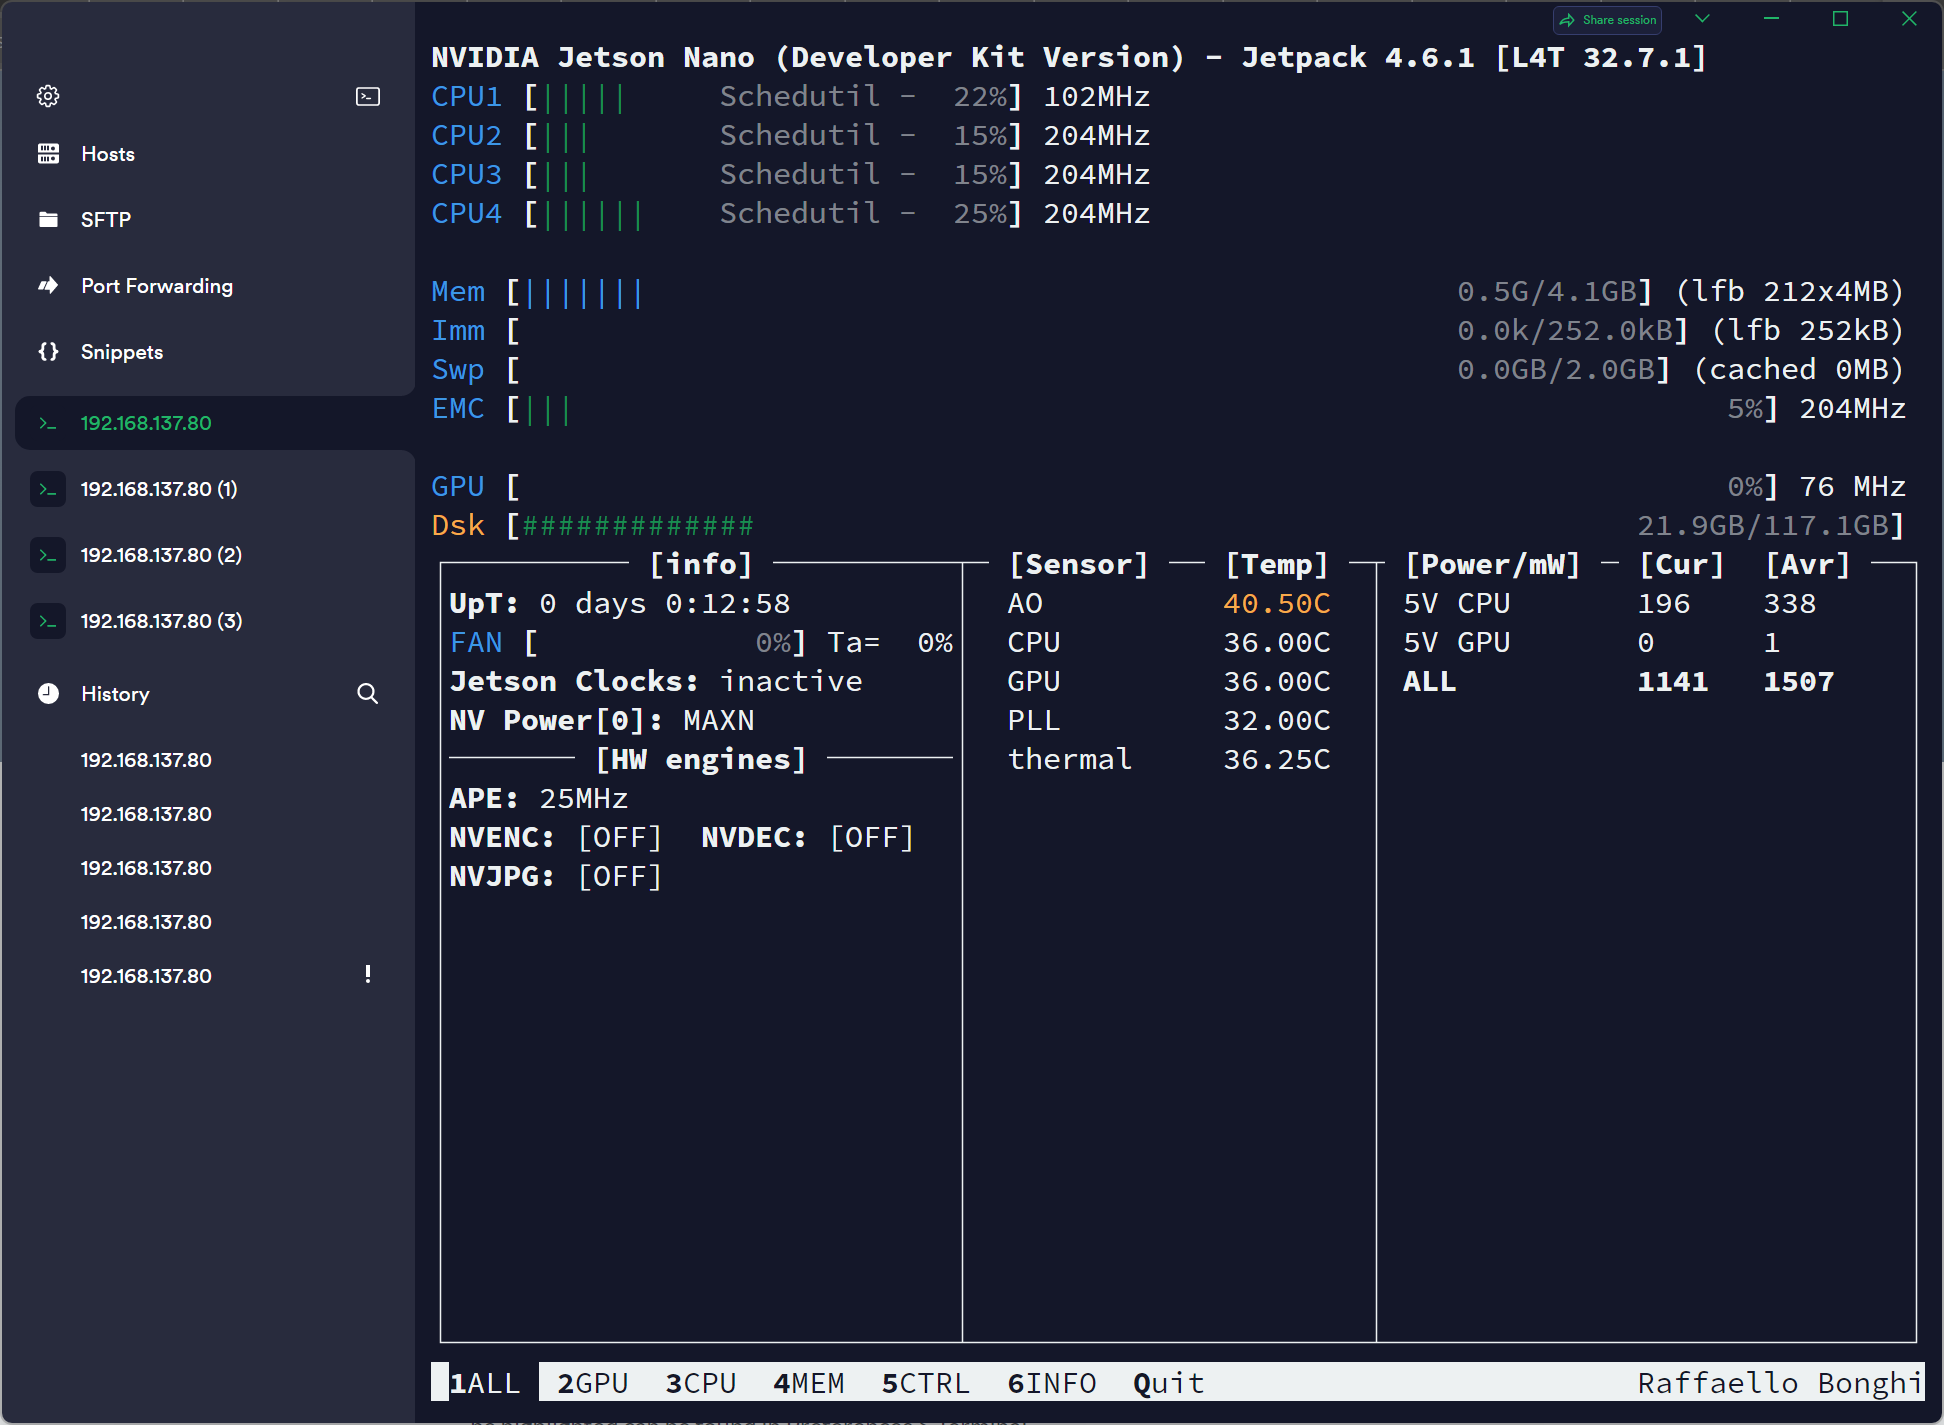 Share session
Hosts
SFTP
Port Forwarding
Snippets
192.168.137.80
192.168.137.80 (1)
192.168.137.80 (2)
192.168.137.80 (3)
History
192.168.137.80
192.168.137.80
192.168.137.80
192.168.137.80
192.168.137.80 !
NVIDIA Jetson Nano (Developer Kit Version) - Jetpack 4.6.1 [L4T 32.7.1]
CPU1 [||||| Schedutil - 22%] 102MHz
CPU2 [||| Schedutil - 15%] 204MHz
CPU3 [||| Schedutil - 15%] 204MHz
CPU4 [|||||| Schedutil - 25%] 204MHz
Mem [||||||| 0.5G/4.1GB] (lfb 212x4MB)
Imm [ 0.0k/252.0kB] (lfb 252kB)
Swp [ 0.0GB/2.0GB] (cached 0MB)
EMC [||| 5%] 204MHz
GPU [ 0%] 76 MHz
Dsk [############# 21.9GB/117.1GB]
[info] [Sensor] [Temp] [Power/mW] [Cur] [Avr]
UpT: 0 days 0:12:58 AO 40.50C 5V CPU 196 338
FAN [ 0%] Ta= 0% CPU 36.00C 5V GPU 0 1
Jetson Clocks: inactive GPU 36.00C ALL 1141 1507
NV Power[0]: MAXN PLL 32.00C
[HW engines] thermal 36.25C
APE: 25MHz
NVENC: [OFF] NVDEC: [OFF]
NVJPG: [OFF]
1ALL 2GPU 3CPU 4MEM 5CTRL 6INFO Quit Raffaello Bonghi